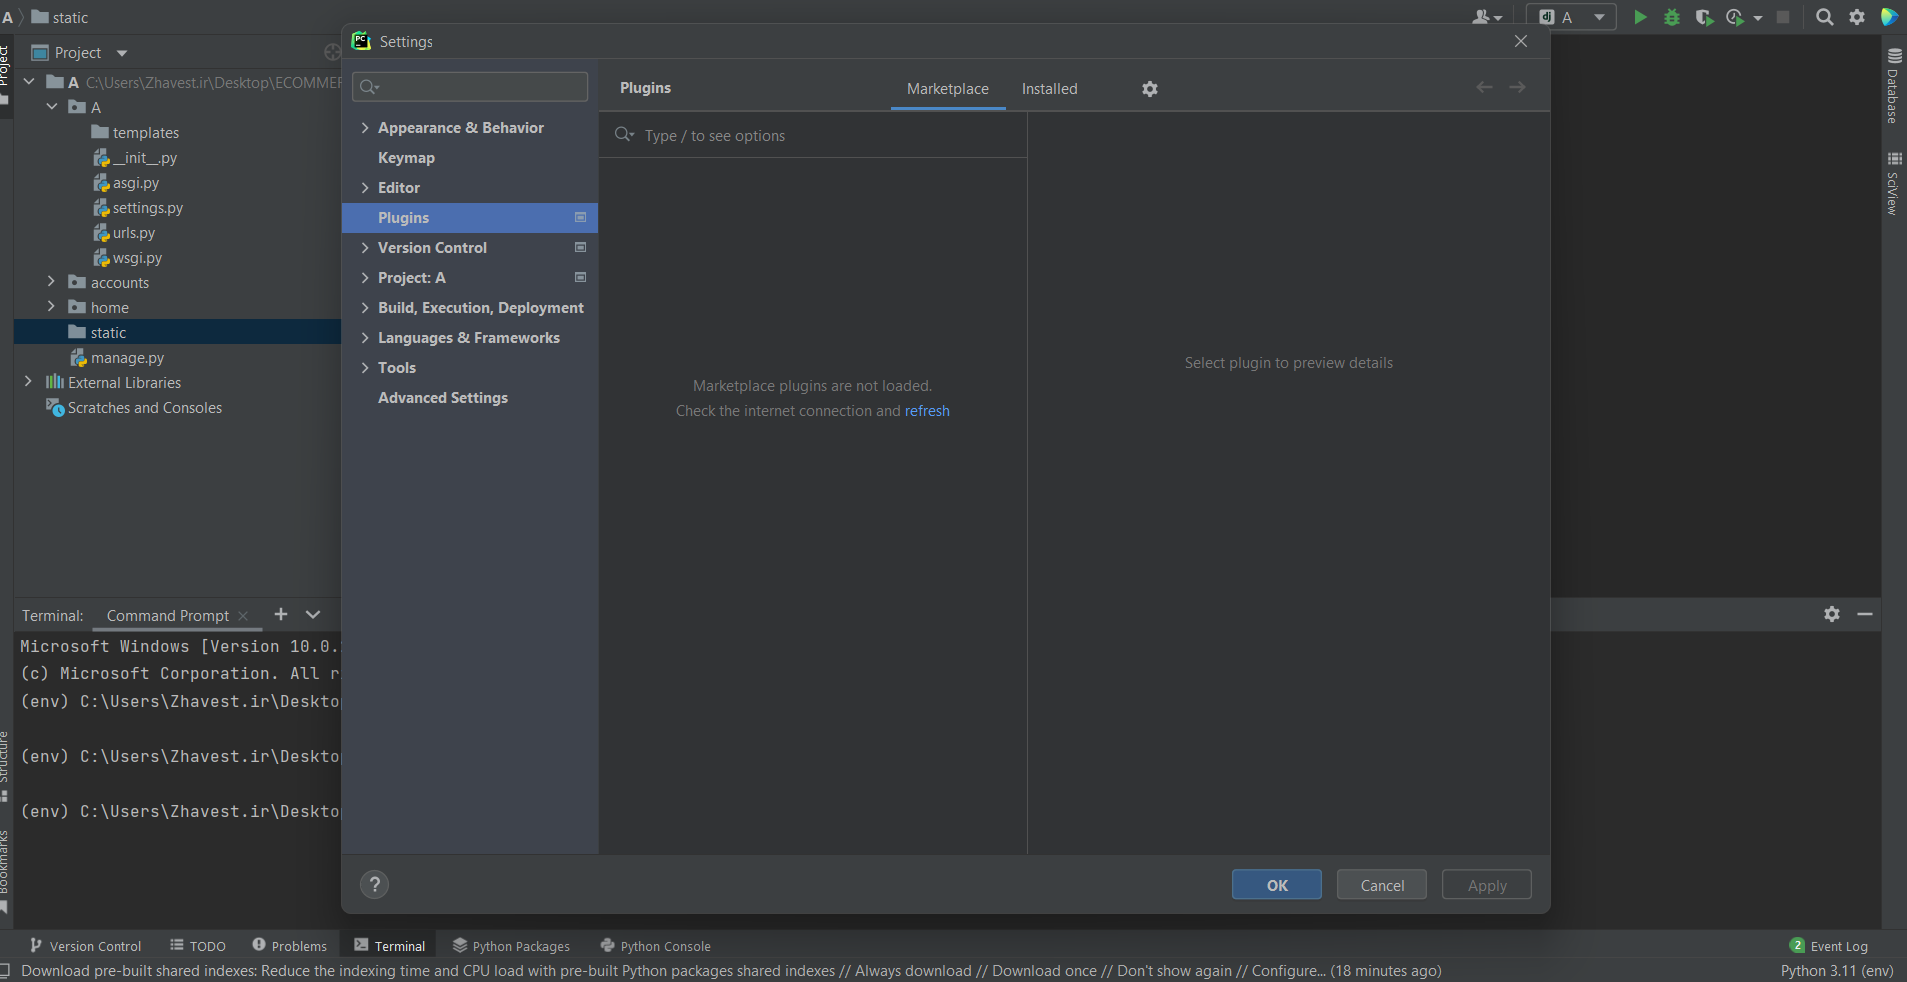 A
static
A
Project
Project
A C:\Users\Zhavest.ir\Desktop\ECOMMER
A
templates
__init__.py
asgi.py
settings.py
urls.py
wsgi.py
accounts
home
static
manage.py
External Libraries
Scratches and Consoles
Settings
Appearance & Behavior
Keymap
Editor
Plugins
Version Control
Project: A
Build, Execution, Deployment
Languages & Frameworks
Tools
Advanced Settings
Plugins
Marketplace
Installed
Type / to see options
Marketplace plugins are not loaded.
Check the internet connection and refresh
Select plugin to preview details
?
OK
Cancel
Apply
Database
SciView
Terminal:
Command Prompt
Microsoft Windows [Version 10.0.
(c) Microsoft Corporation. All r
(env) C:\Users\Zhavest.ir\Deskto
(env) C:\Users\Zhavest.ir\Deskto
(env) C:\Users\Zhavest.ir\Deskto
Structure
Bookmarks
Version Control
TODO
Problems
Terminal
Python Packages
Python Console
2 Event Log
Download pre-built shared indexes: Reduce the indexing time and CPU load with pre-built Python packages shared indexes // Always download // Download once // Don't show again // Configure... (18 minutes ago)
Python 3.11 (env)